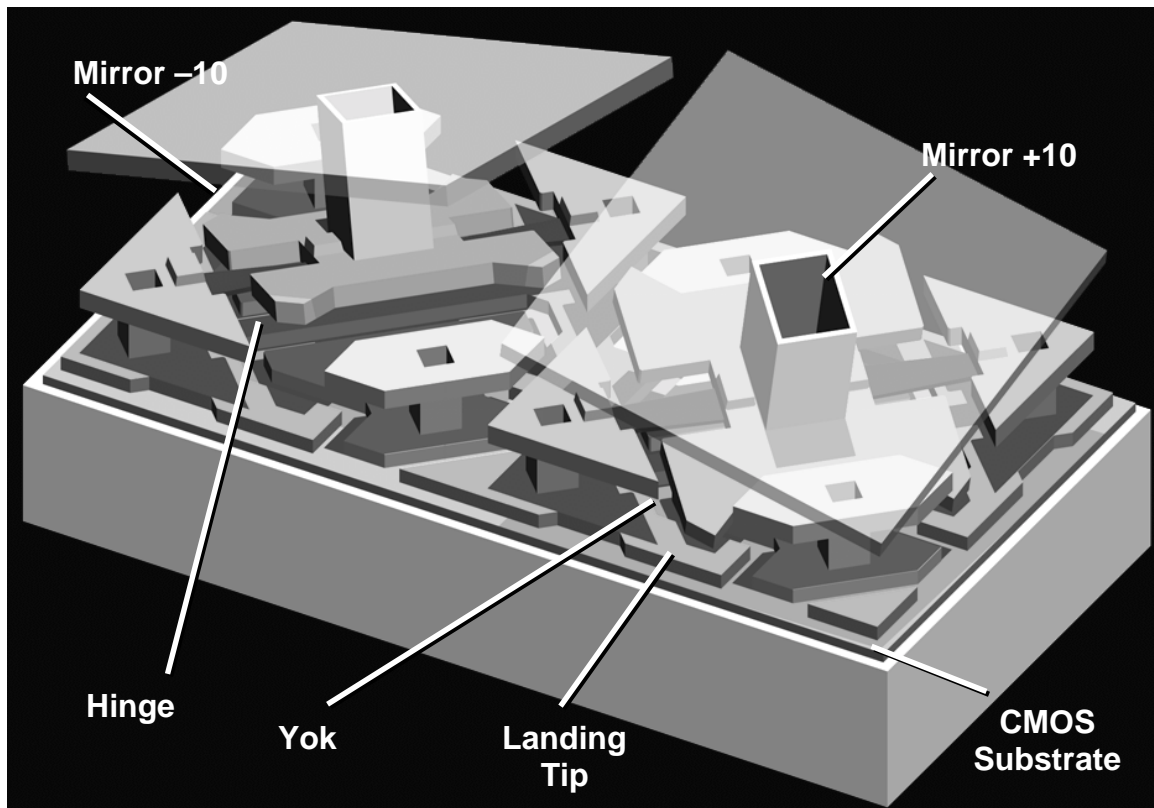 Mirror –10
Mirror +10
Hinge
Yok
Landing
Tip
CMOS
Substrate